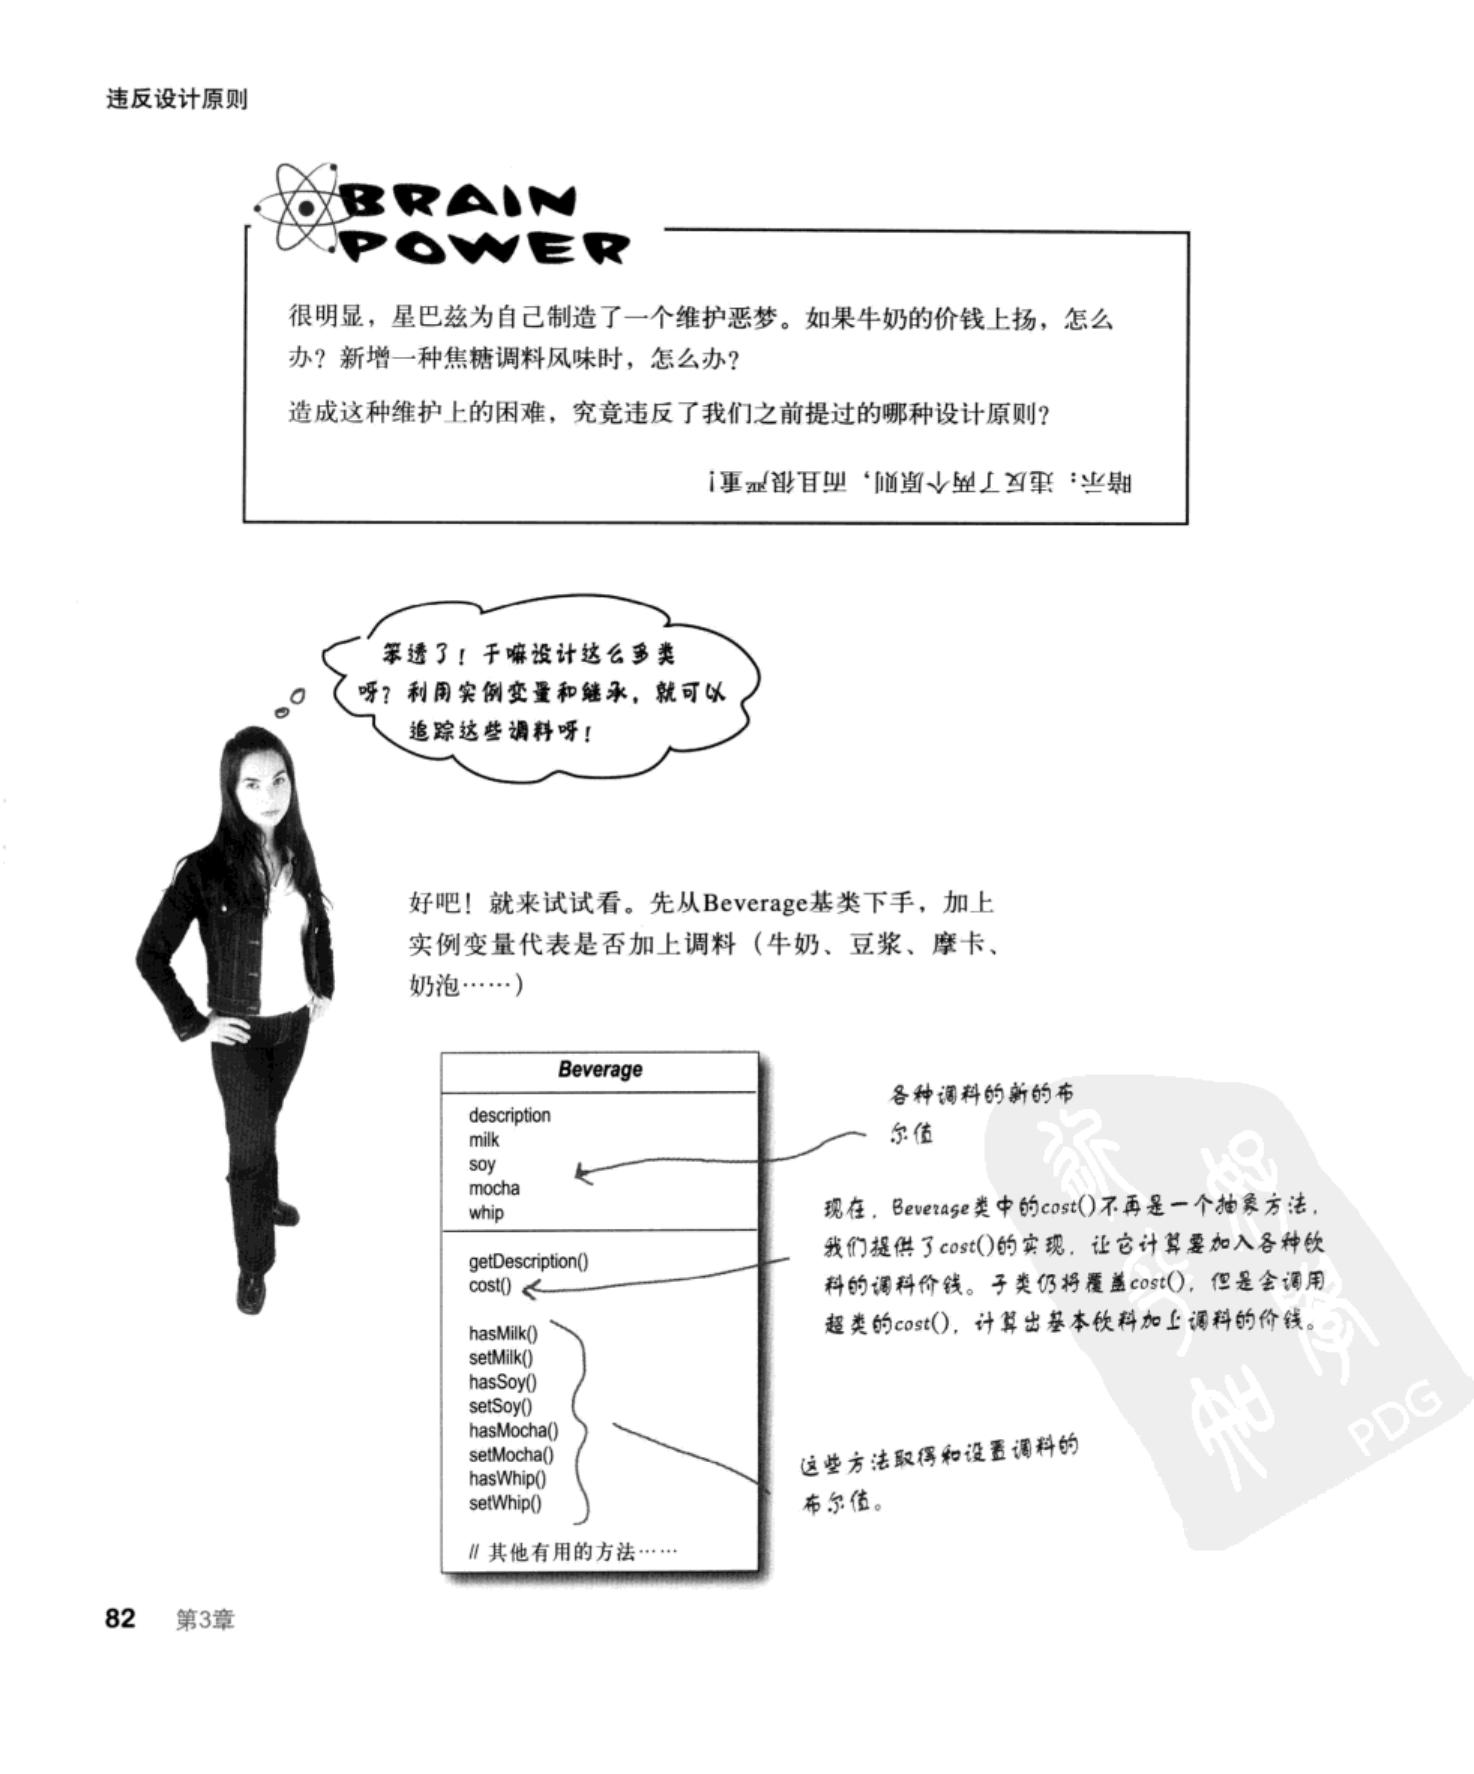 违反设计原则
BRAIN
POWER
很明显，星巴兹为自己制造了一个维护恶梦。如果牛奶的价钱上扬，怎么
办？新增一种焦糖调料风味时，怎么办？
造成这种维护上的困难，究竟违反了我们之前提过的哪种设计原则？
暗示：违反了两个原则，而且很严重！
笨透了！干嘛设计这么多类
呀？利用实例变量和继承，就可以
追踪这些调料呀！
好吧！就来试试看。先从Beverage基类下手，加上
实例变量代表是否加上调料（牛奶、豆浆、摩卡、
奶泡……）
Beverage
description
milk
soy
mocha
whip
getDescription()
cost()
hasMilk()
setMilk()
hasSoy()
setSoy()
hasMocha()
setMocha()
hasWhip()
setWhip()
// 其他有用的方法……
各种调料的新的布
尔值
现在，Beverage类中的cost()不再是一个抽象方法，
我们提供了cost()的实现，让它计算要加入各种饮
料的调料价钱。子类仍将覆盖cost()，但是会调用
超类的cost()，计算出基本饮料加上调料的价钱。
这些方法取得和设置调料的
布尔值。
PDG
82 第3章